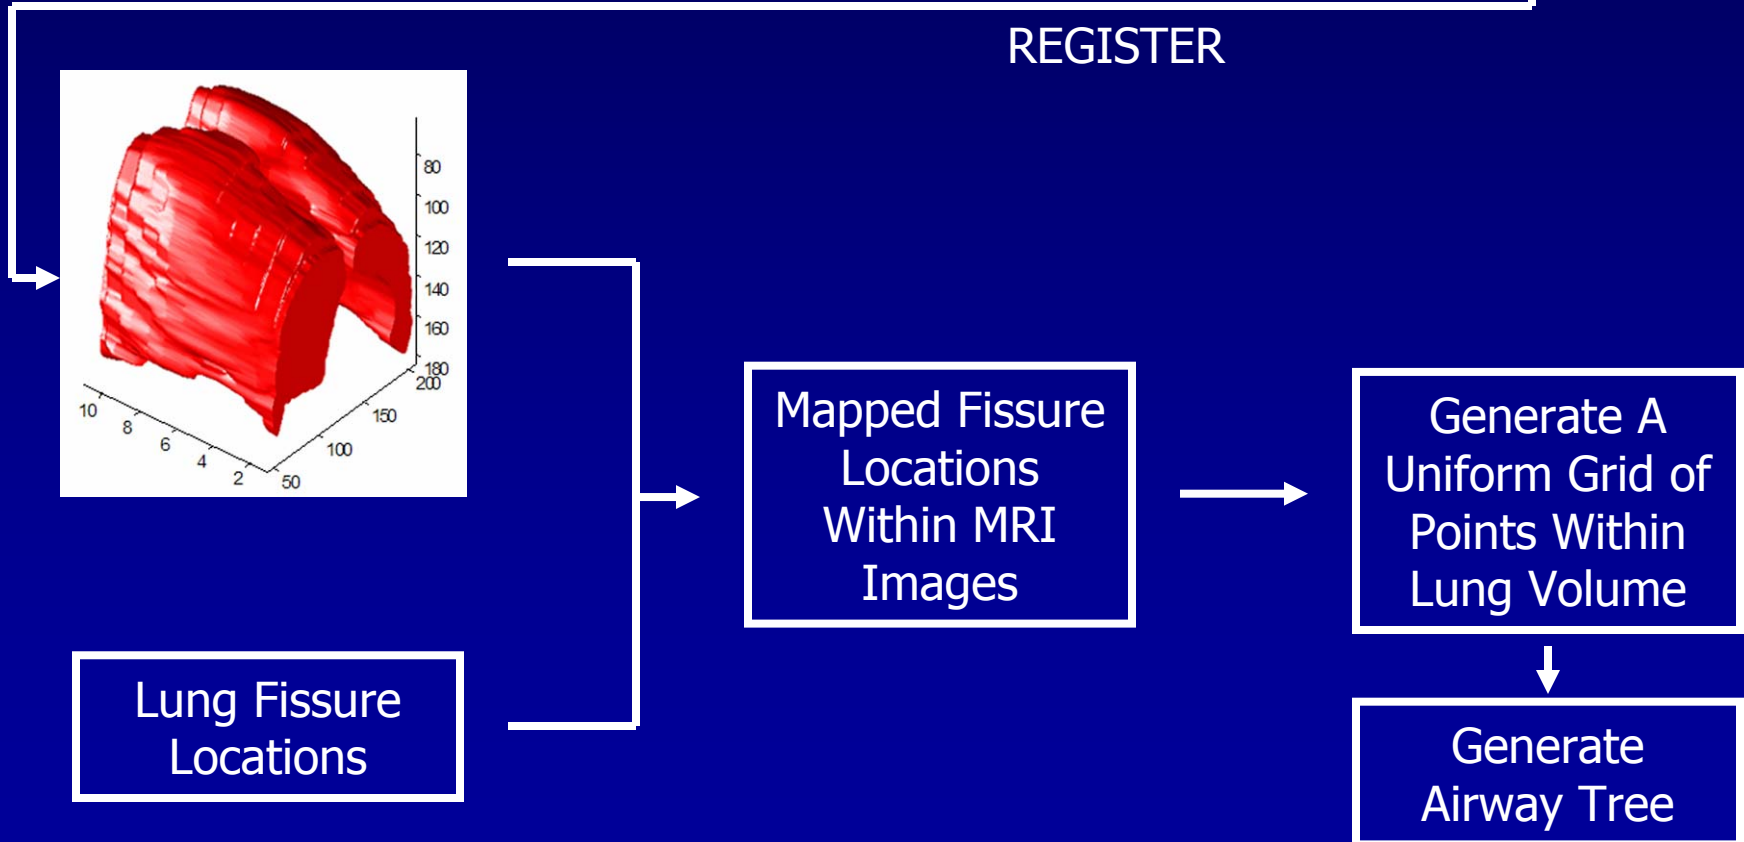 REGISTER
80
100
120
140
160
180
200
150
100
50
10
8
6
4
2
Lung Fissure
Locations
Mapped Fissure
Locations
Within MRI
Images
Generate A
Uniform Grid of
Points Within
Lung Volume
Generate
Airway Tree